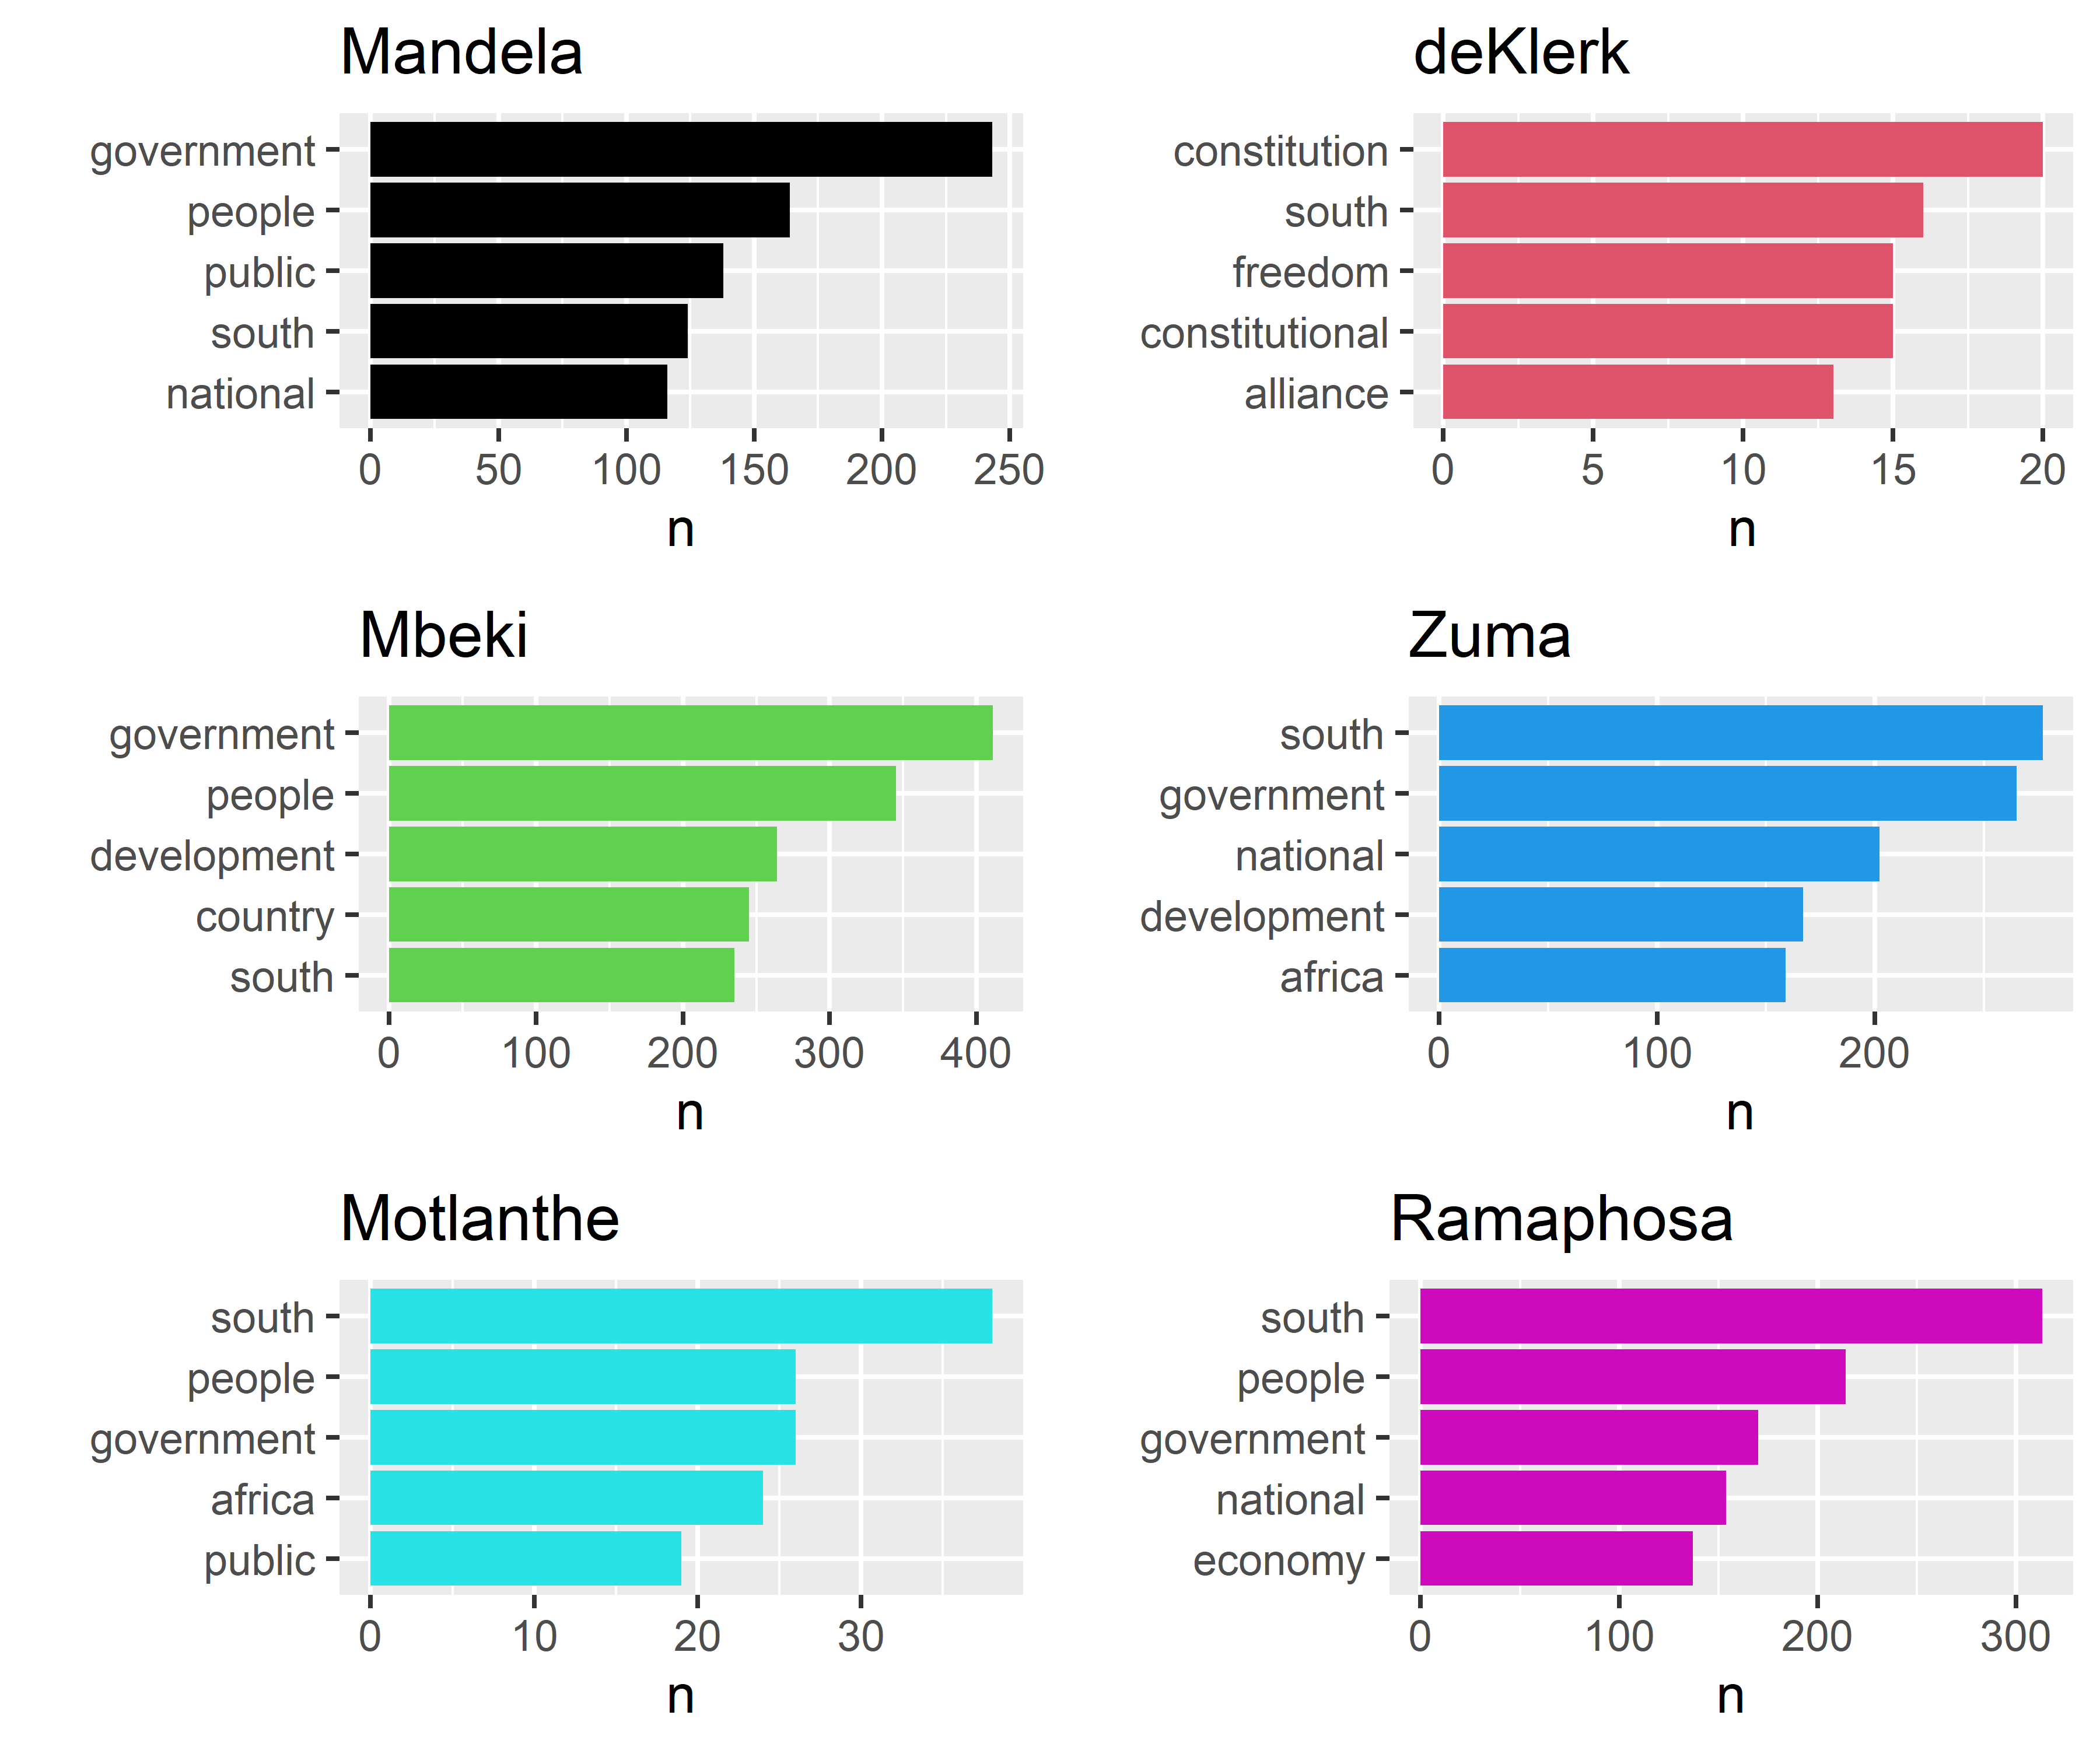 Mandela
government
people
public
south
national
0 50 100 150 200 250
n
deKlerk
constitution
south
freedom
constitutional
alliance
0 5 10 15 20
n
Mbeki
government
people
development
country
south
0 100 200 300 400
n
Zuma
south
government
national
development
africa
0 100 200
n
Motlanthe
south
people
government
africa
public
0 10 20 30
n
Ramaphosa
south
people
government
national
economy
0 100 200 300
n